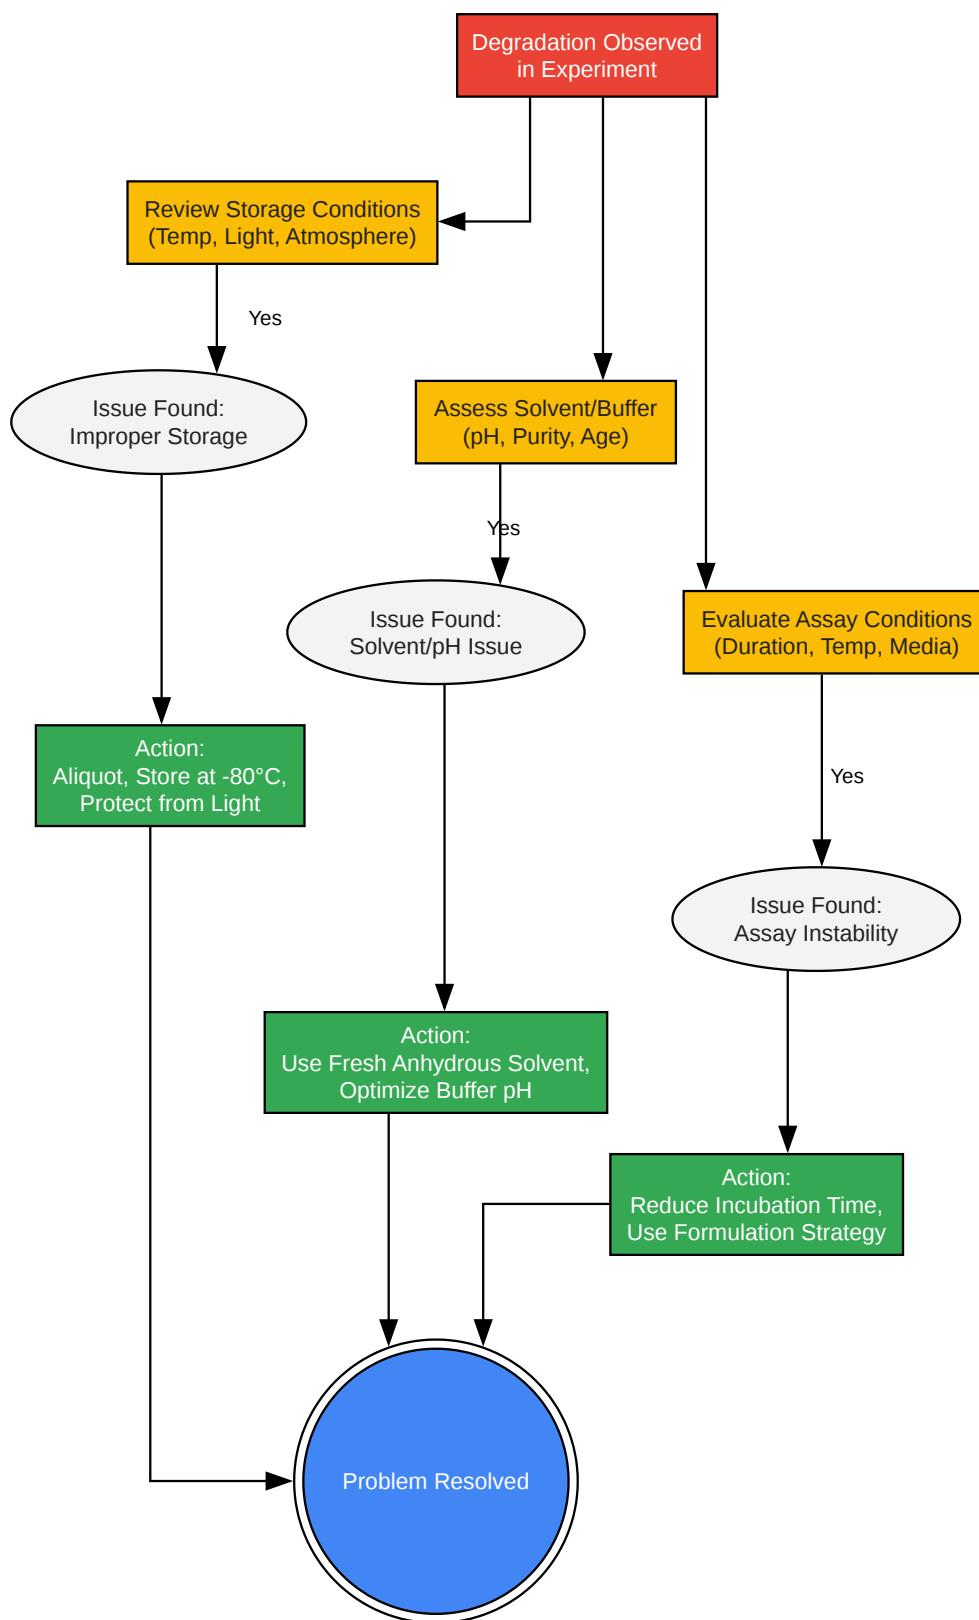 Degradation Observed
in Experiment
Review Storage Conditions
(Temp, Light, Atmosphere)
Yes
Issue Found:
Improper Storage
Assess Solvent/Buffer
(pH, Purity, Age)
Yes
Issue Found:
Solvent/pH Issue
Evaluate Assay Conditions
(Duration, Temp, Media)
Action:
Aliquot, Store at -80°C,
Protect from Light
Yes
Issue Found:
Assay Instability
Action:
Use Fresh Anhydrous Solvent,
Optimize Buffer pH
Action:
Reduce Incubation Time,
Use Formulation Strategy
Problem Resolved